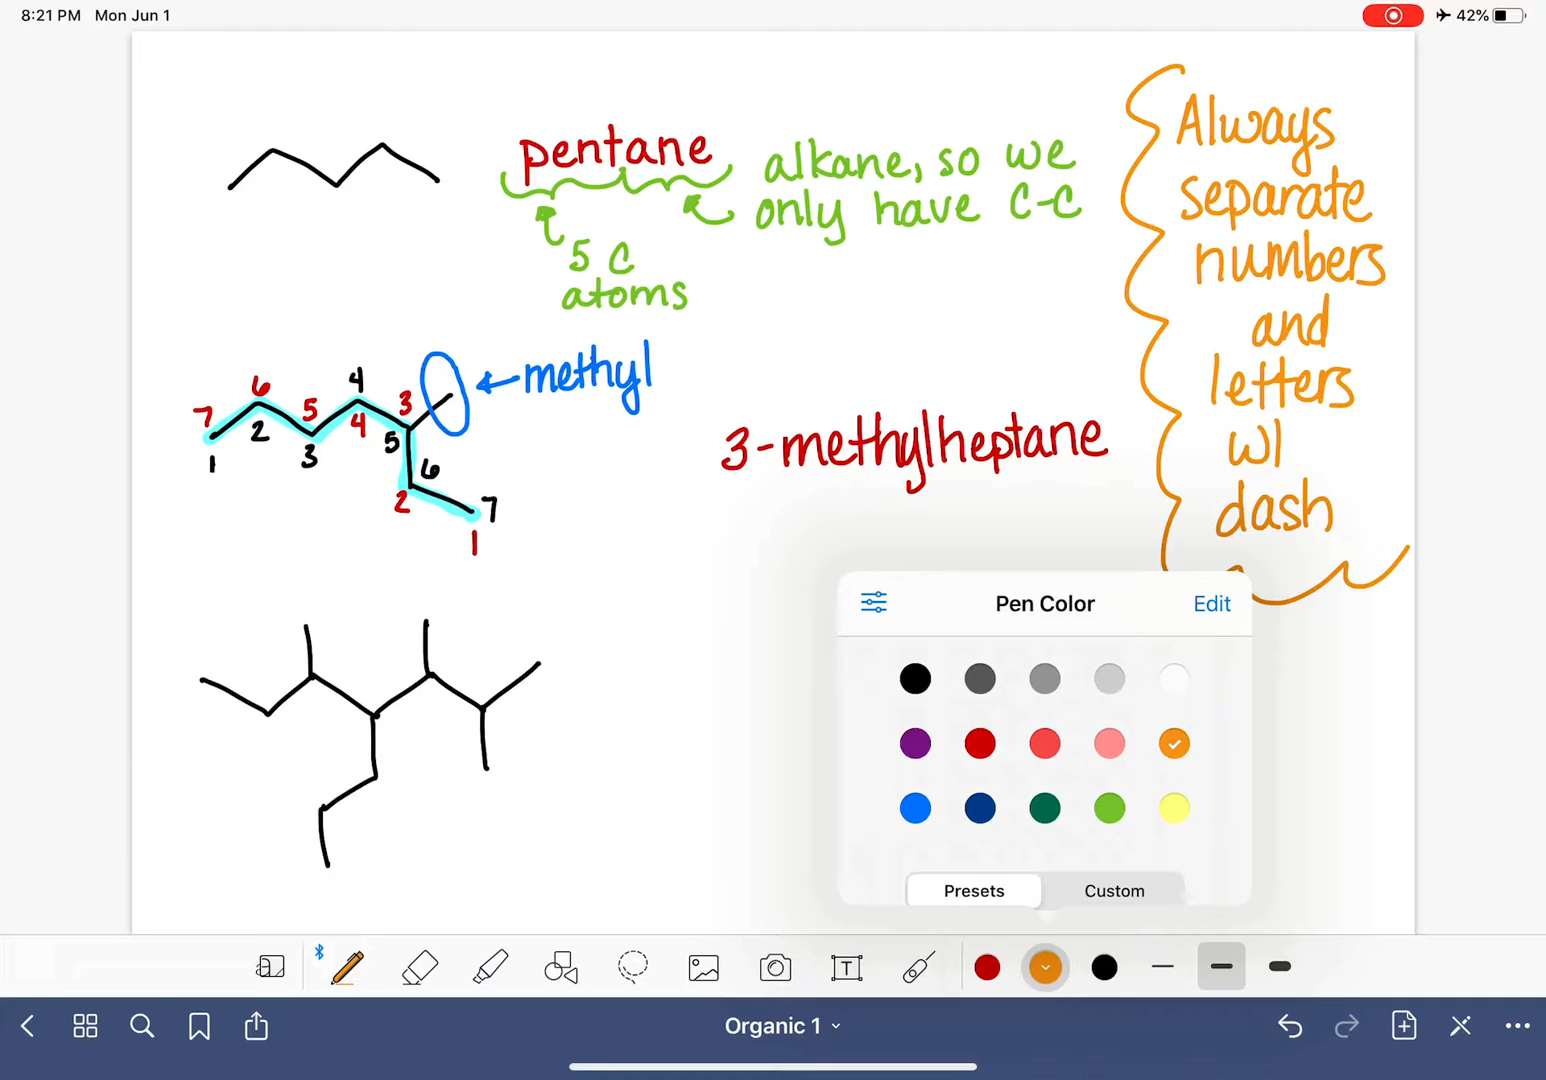 8:21 PM Mon Jun 1
42%
pentane
alkane, so we
only have C-C
5 C
atoms
Always
separate
numbers
and
letters
w/
dash
methyl
7 6 5 4 3
4
1 2 3 5 6
2 7
1
3-methylheptane
Pen Color
Edit
Presets
Custom
T
Organic 1